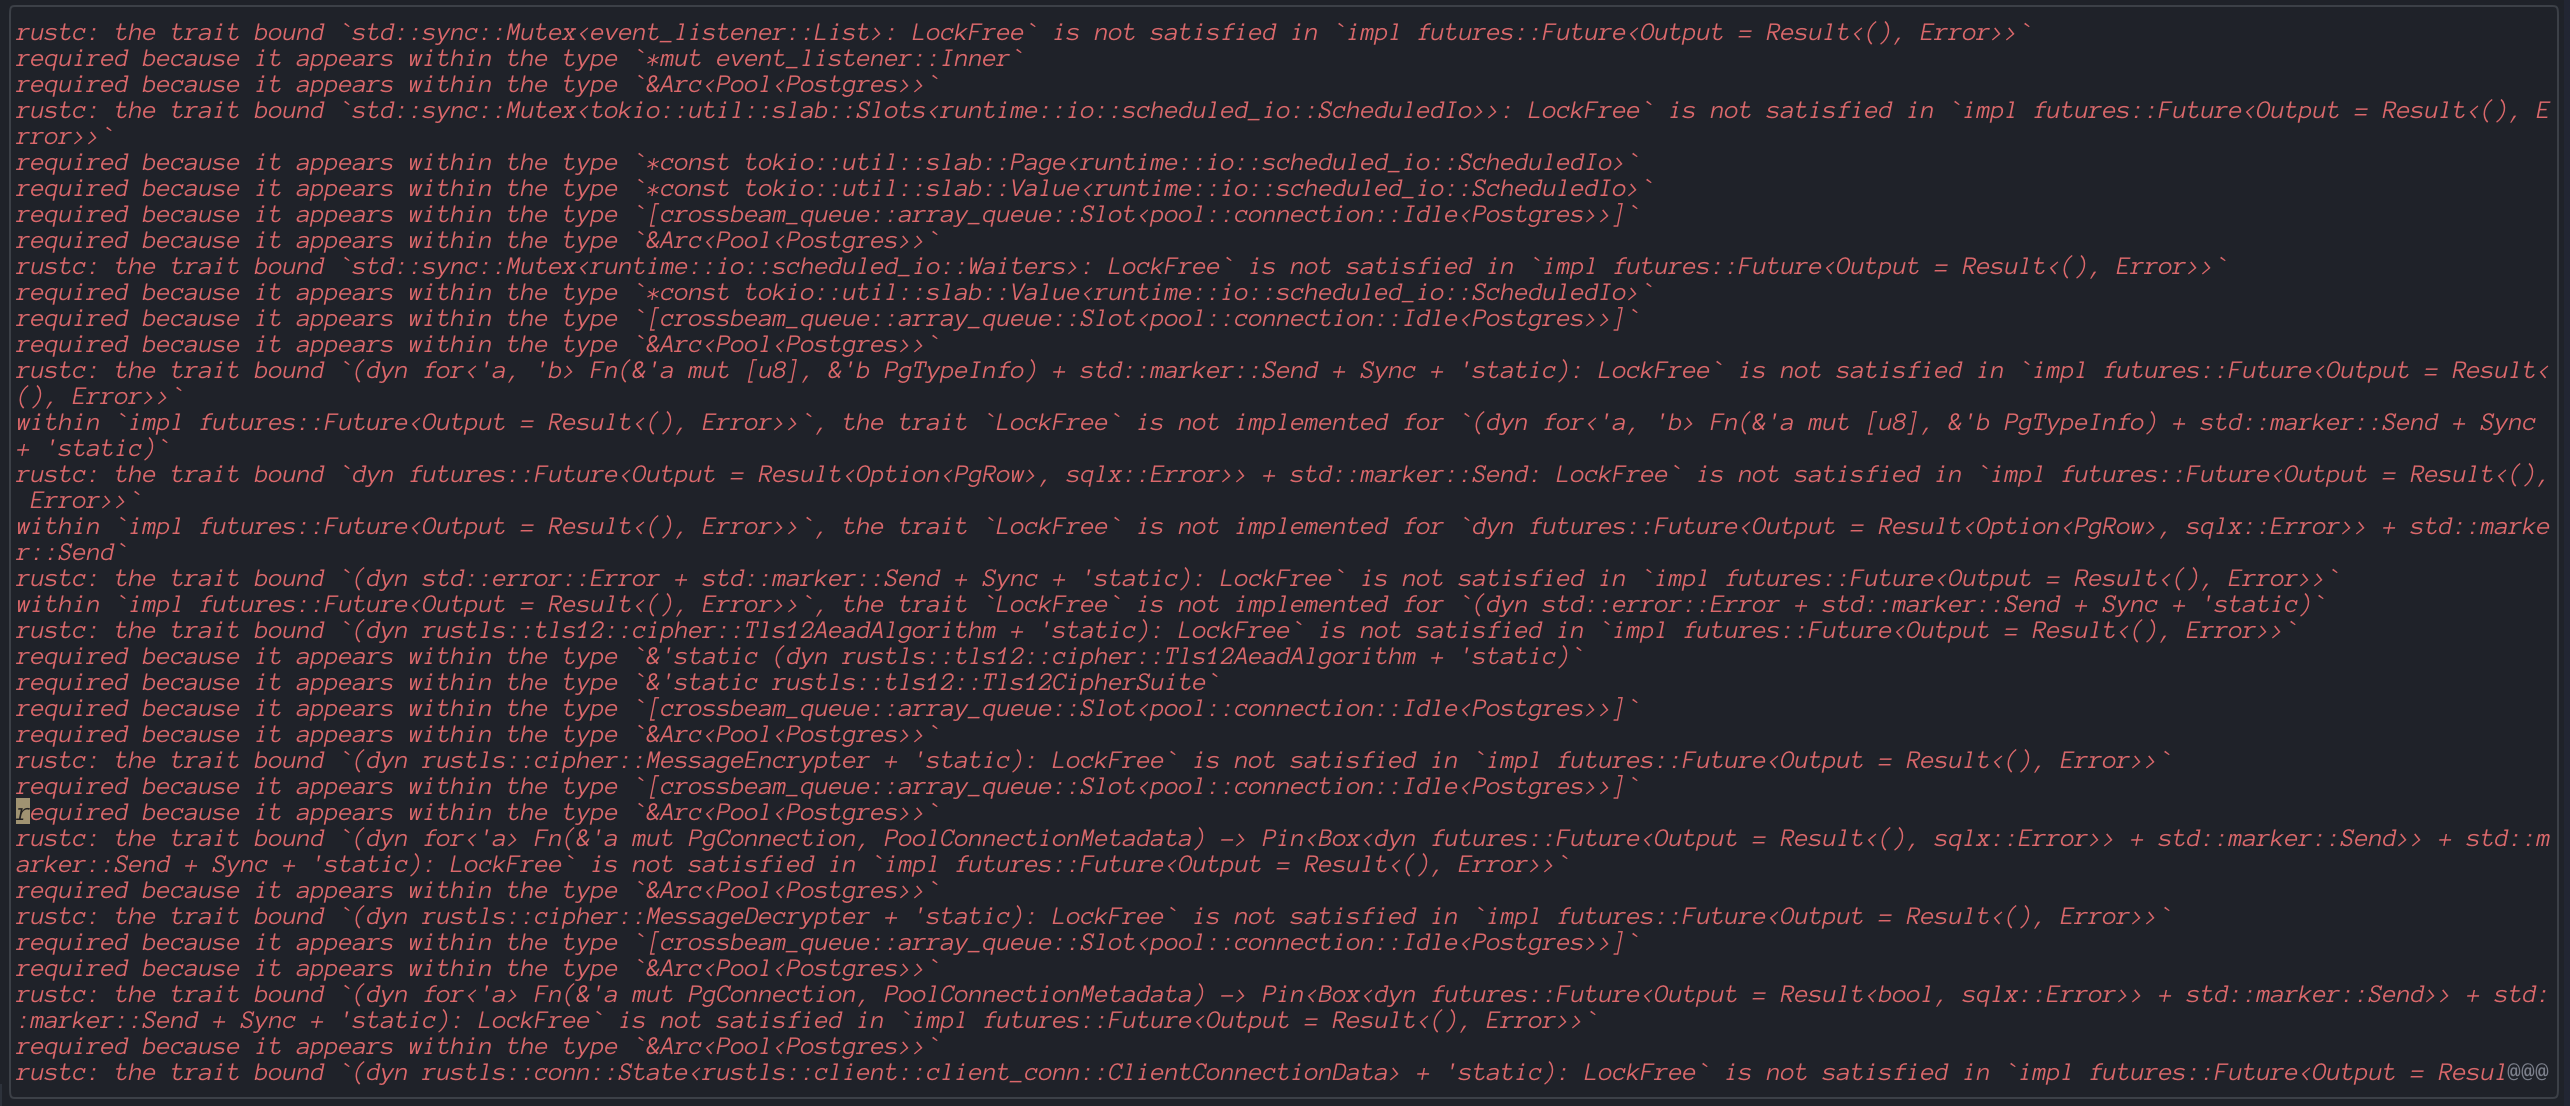 rustc: the trait bound `std::sync::Mutex<event_listener::List>: LockFree` is not satisfied in `impl futures::Future<Output = Result<(), Error>>`
required because it appears within the type `*mut event_listener::Inner`
required because it appears within the type `&Arc<Pool<Postgres>>`
rustc: the trait bound `std::sync::Mutex<tokio::util::slab::Slots<runtime::io::scheduled_io::ScheduledIo>>: LockFree` is not satisfied in `impl futures::Future<Output = Result<(), E
rror>>`
required because it appears within the type `*const tokio::util::slab::Page<runtime::io::scheduled_io::ScheduledIo>`
required because it appears within the type `*const tokio::util::slab::Value<runtime::io::scheduled_io::ScheduledIo>`
required because it appears within the type `[crossbeam_queue::array_queue::Slot<pool::connection::Idle<Postgres>>]`
required because it appears within the type `&Arc<Pool<Postgres>>`
rustc: the trait bound `std::sync::Mutex<runtime::io::scheduled_io::Waiters>: LockFree` is not satisfied in `impl futures::Future<Output = Result<(), Error>>`
required because it appears within the type `*const tokio::util::slab::Value<runtime::io::scheduled_io::ScheduledIo>`
required because it appears within the type `[crossbeam_queue::array_queue::Slot<pool::connection::Idle<Postgres>>]`
required because it appears within the type `&Arc<Pool<Postgres>>`
rustc: the trait bound `(dyn for<'a, 'b> Fn(&'a mut [u8], &'b PgTypeInfo) + std::marker::Send + Sync + 'static): LockFree` is not satisfied in `impl futures::Future<Output = Result<
(), Error>>`
within `impl futures::Future<Output = Result<(), Error>>`, the trait `LockFree` is not implemented for `(dyn for<'a, 'b> Fn(&'a mut [u8], &'b PgTypeInfo) + std::marker::Send + Sync
+ 'static)`
rustc: the trait bound `dyn futures::Future<Output = Result<Option<PgRow>, sqlx::Error>> + std::marker::Send: LockFree` is not satisfied in `impl futures::Future<Output = Result<(),
 Error>>`
within `impl futures::Future<Output = Result<(), Error>>`, the trait `LockFree` is not implemented for `dyn futures::Future<Output = Result<Option<PgRow>, sqlx::Error>> + std::marke
r::Send`
rustc: the trait bound `(dyn std::error::Error + std::marker::Send + Sync + 'static): LockFree` is not satisfied in `impl futures::Future<Output = Result<(), Error>>`
within `impl futures::Future<Output = Result<(), Error>>`, the trait `LockFree` is not implemented for `(dyn std::error::Error + std::marker::Send + Sync + 'static)`
rustc: the trait bound `(dyn rustls::tls12::cipher::Tls12AeadAlgorithm + 'static): LockFree` is not satisfied in `impl futures::Future<Output = Result<(), Error>>`
required because it appears within the type `&'static (dyn rustls::tls12::cipher::Tls12AeadAlgorithm + 'static)`
required because it appears within the type `&'static rustls::tls12::Tls12CipherSuite`
required because it appears within the type `[crossbeam_queue::array_queue::Slot<pool::connection::Idle<Postgres>>]`
required because it appears within the type `&Arc<Pool<Postgres>>`
rustc: the trait bound `(dyn rustls::cipher::MessageEncrypter + 'static): LockFree` is not satisfied in `impl futures::Future<Output = Result<(), Error>>`
required because it appears within the type `[crossbeam_queue::array_queue::Slot<pool::connection::Idle<Postgres>>]`
required because it appears within the type `&Arc<Pool<Postgres>>`
rustc: the trait bound `(dyn for<'a> Fn(&'a mut PgConnection, PoolConnectionMetadata) -> Pin<Box<dyn futures::Future<Output = Result<(), sqlx::Error>> + std::marker::Send>> + std::m
arker::Send + Sync + 'static): LockFree` is not satisfied in `impl futures::Future<Output = Result<(), Error>>`
required because it appears within the type `&Arc<Pool<Postgres>>`
rustc: the trait bound `(dyn rustls::cipher::MessageDecrypter + 'static): LockFree` is not satisfied in `impl futures::Future<Output = Result<(), Error>>`
required because it appears within the type `[crossbeam_queue::array_queue::Slot<pool::connection::Idle<Postgres>>]`
required because it appears within the type `&Arc<Pool<Postgres>>`
rustc: the trait bound `(dyn for<'a> Fn(&'a mut PgConnection, PoolConnectionMetadata) -> Pin<Box<dyn futures::Future<Output = Result<bool, sqlx::Error>> + std::marker::Send>> + std:
:marker::Send + Sync + 'static): LockFree` is not satisfied in `impl futures::Future<Output = Result<(), Error>>`
required because it appears within the type `&Arc<Pool<Postgres>>`
rustc: the trait bound `(dyn rustls::conn::State<rustls::client::client_conn::ClientConnectionData> + 'static): LockFree` is not satisfied in `impl futures::Future<Output = Resul@@@